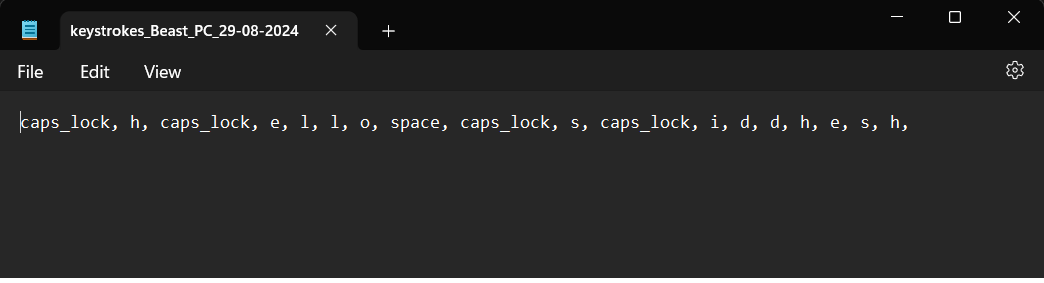 keystrokes_Beast_PC_29-08-2024
File Edit View
caps_lock, h, caps_lock, e, l, l, o, space, caps_lock, s, caps_lock, i, d, d, h, e, s, h,